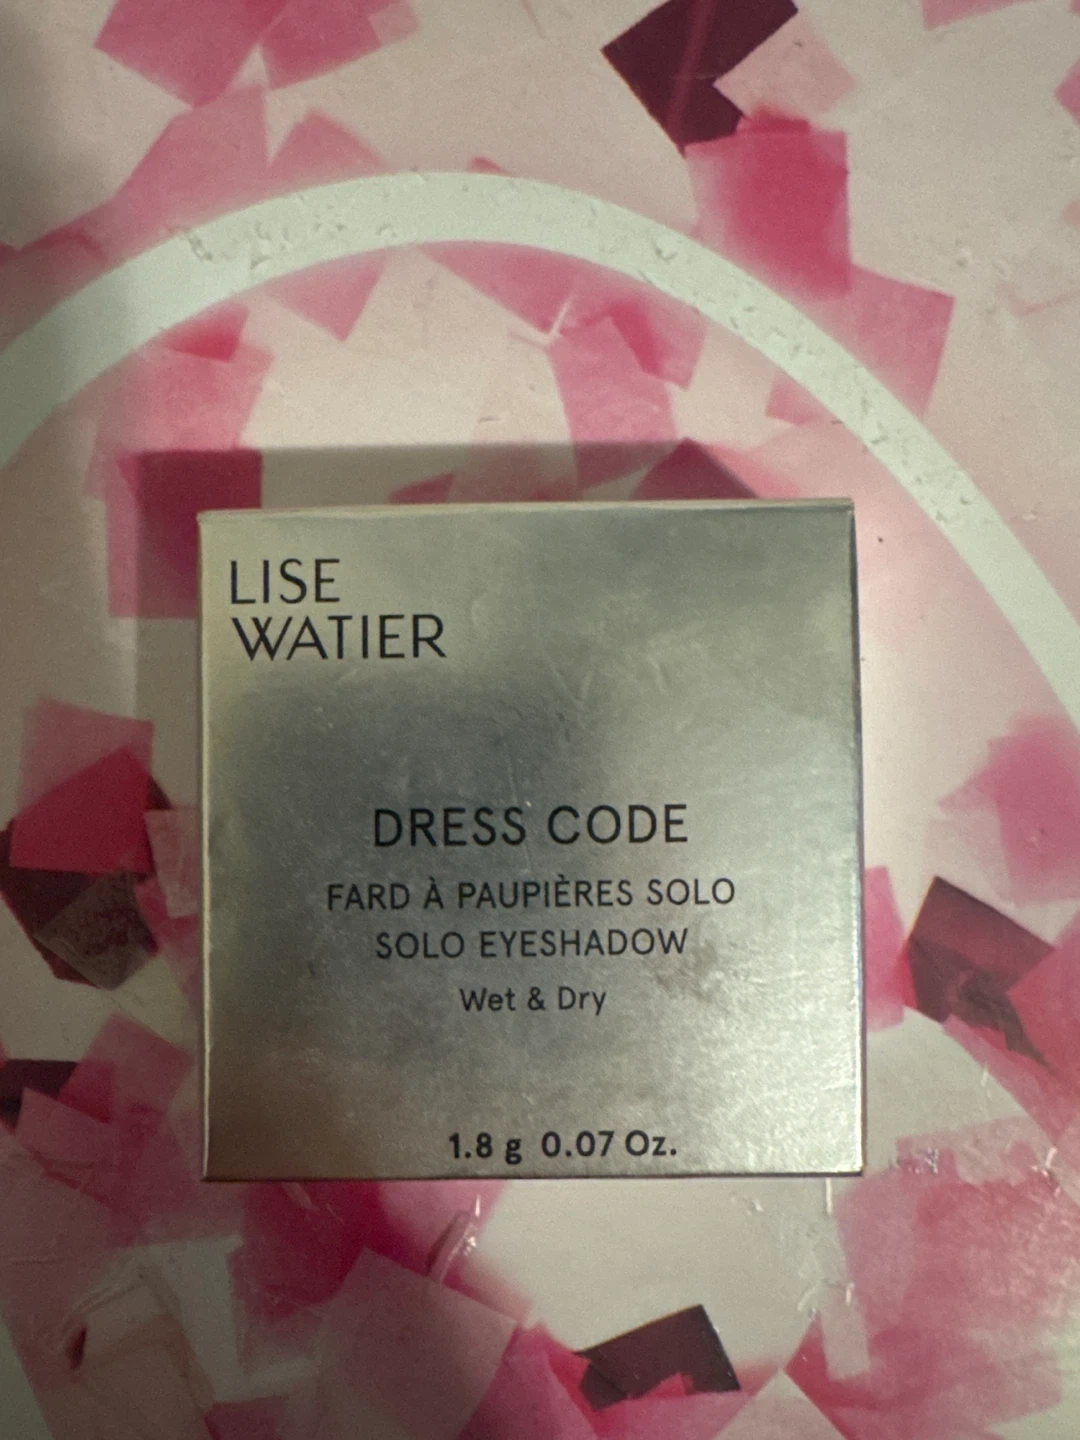 LISE
WATIER
DRESS CODE
FARD À PAUPIÈRES SOLO
SOLO EYESHADOW
Wet & Dry
1.8 g 0.07 Oz.